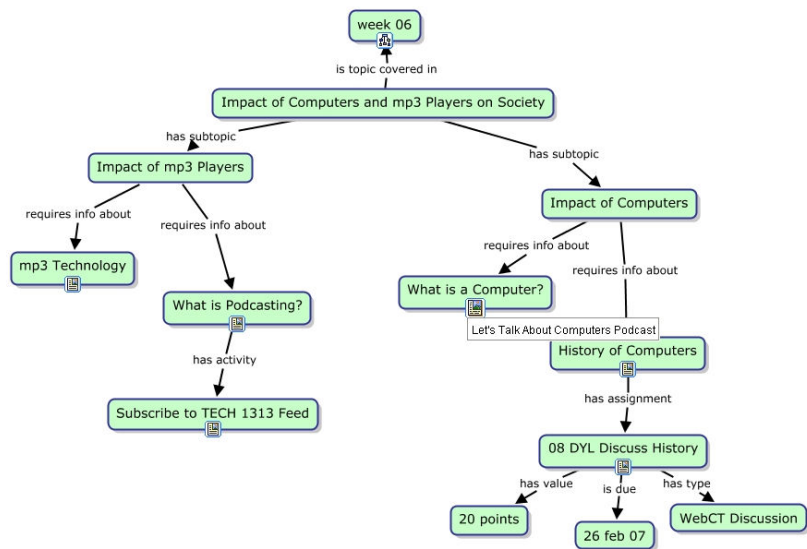 week 06
is topic covered in
Impact of Computers and mp3 Players on Society
has subtopic
has subtopic
Impact of mp3 Players
Impact of Computers
requires info about
requires info about
requires info about
requires info about
mp3 Technology
What is a Computer?
What is Podcasting?
Let's Talk About Computers Podcast
History of Computers
has activity
has assignment
Subscribe to TECH 1313 Feed
08 DYL Discuss History
has value
is due
has type
20 points
26 feb 07
WebCT Discussion